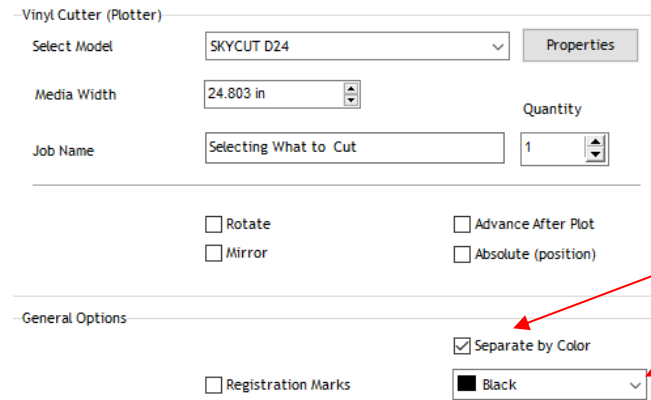 Vinyl Cutter (Plotter)
Select Model SKYCUT D24 Properties
Media Width 24.803 in
Quantity
Job Name Selecting What to  Cut 1
Rotate Advance After Plot
Mirror Absolute (position)
General Options
Separate by Color
Registration Marks Black